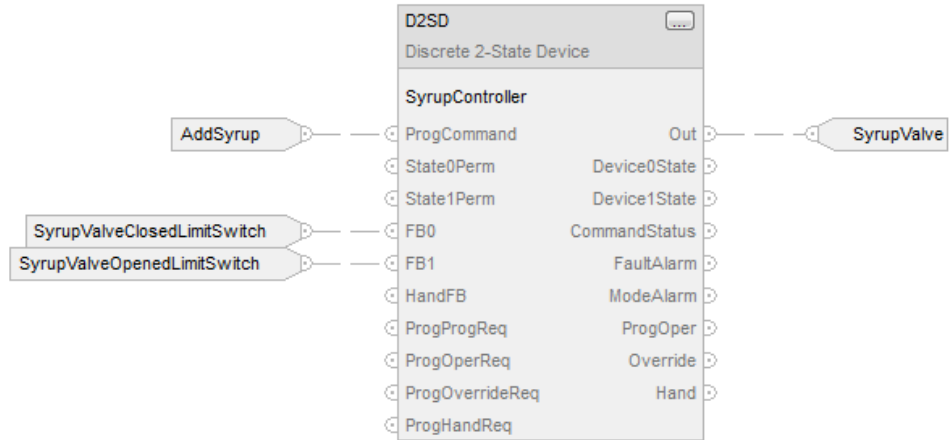 D2SD
...
Discrete 2-State Device
SyrupController
AddSyrup
ProgCommand
Out
SyrupValve
State0Perm
Device0State
State1Perm
Device1State
SyrupValveClosedLimitSwitch
FB0
CommandStatus
SyrupValveOpenedLimitSwitch
FB1
FaultAlarm
HandFB
ModeAlarm
ProgProgReq
ProgOper
ProgOperReq
Override
ProgOverrideReq
Hand
ProgHandReq